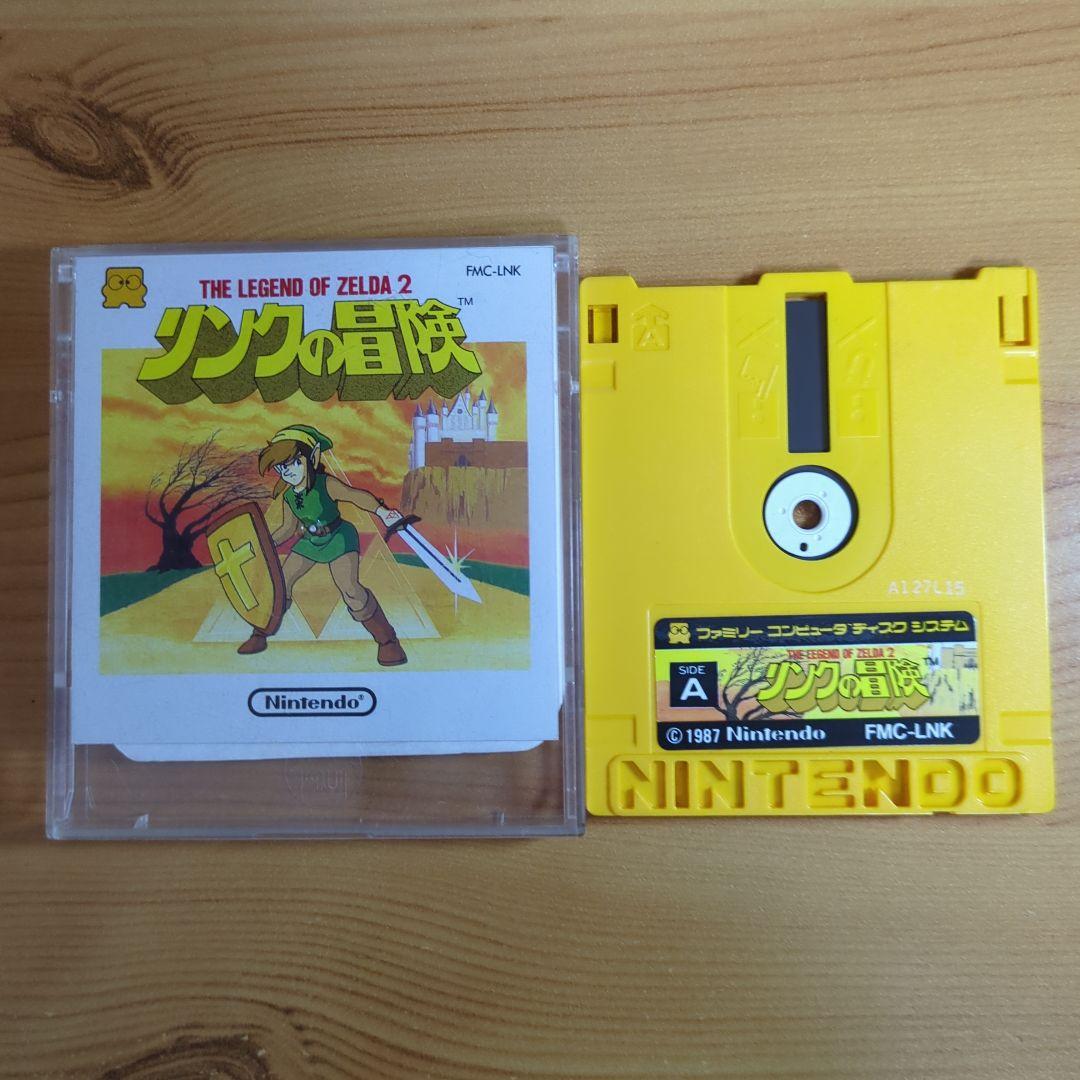 FMC-LNK
THE LEGEND OF ZELDA 2
リンクの冒険™
Nintendo®
A
A127L15
ファミリー コンピュータ ディスク システム
SIDE
A
THE LEGEND OF ZELDA 2
リンクの冒険™
© 1987 Nintendo FMC-LNK
NINTENDO